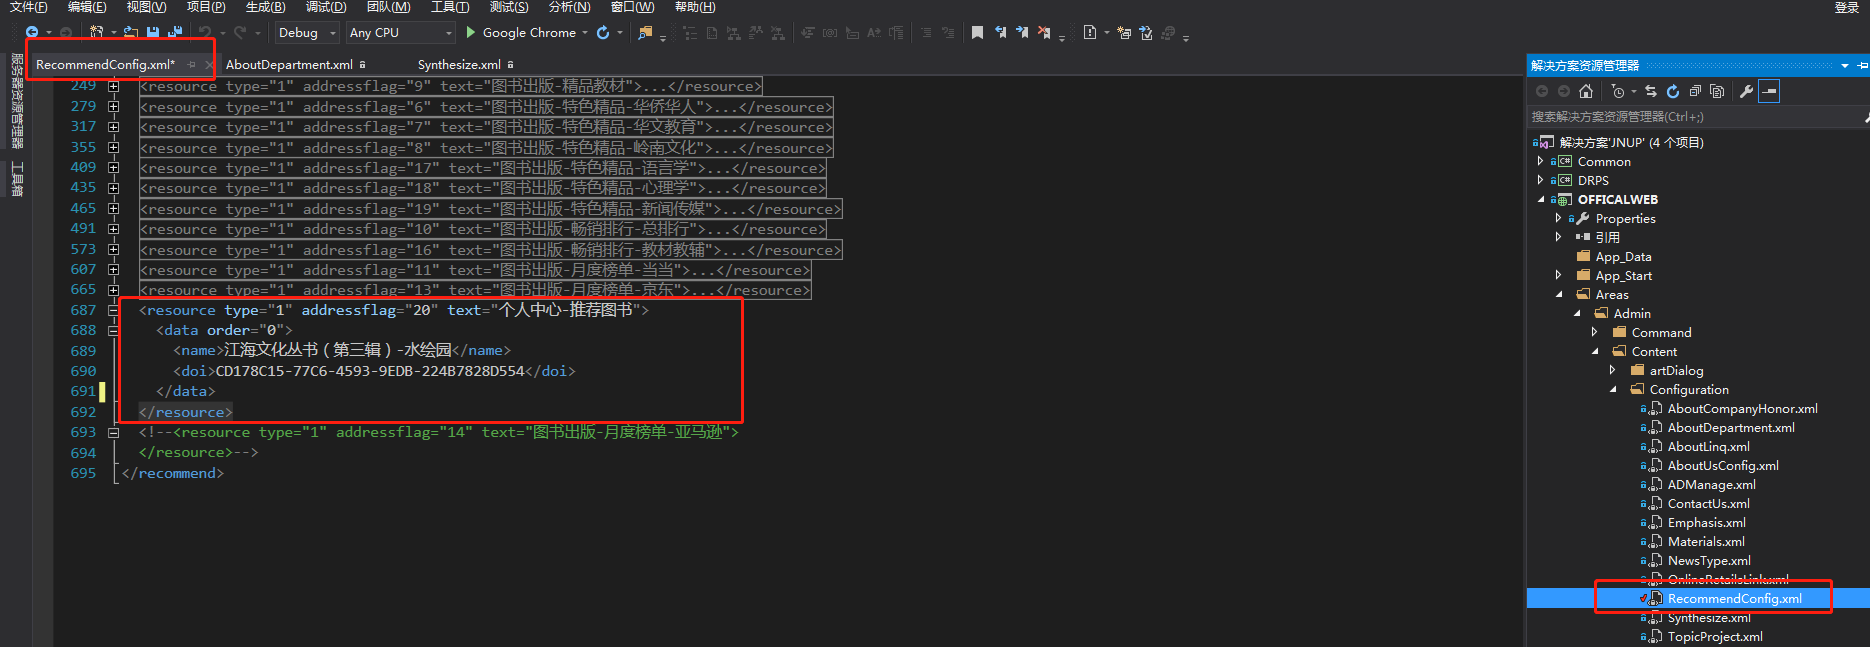 文件(F) 编辑(E) 视图(V) 项目(P) 生成(B) 调试(D) 团队(M) 工具(T) 测试(S) 分析(N) 窗口(W) 帮助(H) 登录
Debug Any CPU Google Chrome
RecommendConfig.xml* AboutDepartment.xml Synthesize.xml
服务器资源管理器
工具箱
249 <resource type="1" addressflag="9" text="图书出版-精品教材">...</resource>
279 <resource type="1" addressflag="6" text="图书出版-特色精品-华侨华人">...</resource>
317 <resource type="1" addressflag="7" text="图书出版-特色精品-华文教育">...</resource>
355 <resource type="1" addressflag="8" text="图书出版-特色精品-岭南文化">...</resource>
409 <resource type="1" addressflag="17" text="图书出版-特色精品-语言学">...</resource>
435 <resource type="1" addressflag="18" text="图书出版-特色精品-心理学">...</resource>
465 <resource type="1" addressflag="19" text="图书出版-特色精品-新闻传媒">...</resource>
491 <resource type="1" addressflag="10" text="图书出版-畅销排行-总排行">...</resource>
573 <resource type="1" addressflag="16" text="图书出版-畅销排行-教材教辅">...</resource>
607 <resource type="1" addressflag="11" text="图书出版-月度榜单-当当">...</resource>
665 <resource type="1" addressflag="13" text="图书出版-月度榜单-京东">...</resource>
687 <resource type="1" addressflag="20" text="个人中心-推荐图书">
688 <data order="0">
689 <name>江海文化丛书（第三辑）-水绘园</name>
690 <doi>CD178C15-77C6-4593-9EDB-224B7828D554</doi>
691 </data>
692 </resource>
693 <!--<resource type="1" addressflag="14" text="图书出版-月度榜单-亚马逊">
694 </resource>-->
695 </recommend>
解决方案资源管理器
搜索解决方案资源管理器(Ctrl+;)
解决方案'JNUP' (4 个项目)
Common
DRPS
OFFICALWEB
Properties
引用
App_Data
App_Start
Areas
Admin
Command
Content
artDialog
Configuration
AboutCompanyHonor.xml
AboutDepartment.xml
AboutLinq.xml
AboutUsConfig.xml
ADManage.xml
ContactUs.xml
Emphasis.xml
Materials.xml
NewsType.xml
OnlineRetailsLink.xml
RecommendConfig.xml
Synthesize.xml
TopicProject.xml